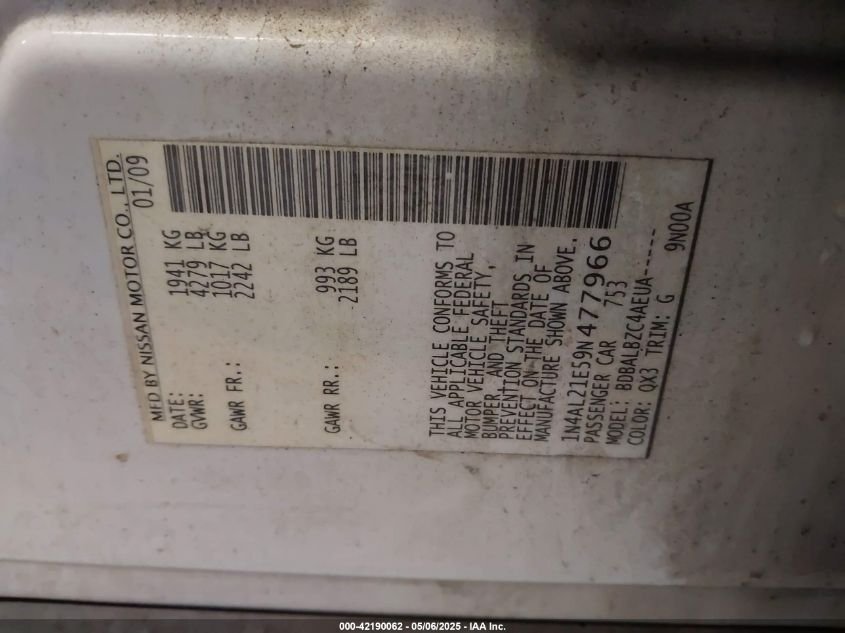 MFD BY NISSAN MOTOR CO., LTD.
DATE: 01/09
GVWR: 1941 KG
4279 LB
GAWR FR.: 1017 KG
2242 LB
GAWR RR.: 993 KG
2189 LB
THIS VEHICLE CONFORMS TO
ALL APPLICABLE FEDERAL
MOTOR VEHICLE SAFETY,
BUMPER, AND THEFT
PREVENTION STANDARDS IN
EFFECT ON THE DATE OF
MANUFACTURE SHOWN ABOVE.
1N4AL21E59N477966
PASSENGER CAR 753
MODEL: BDBALBZC4AEUA-----
COLOR: QX3 TRIM: G 9N00A
000-42190062 - 05/06/2025 - IAA Inc.